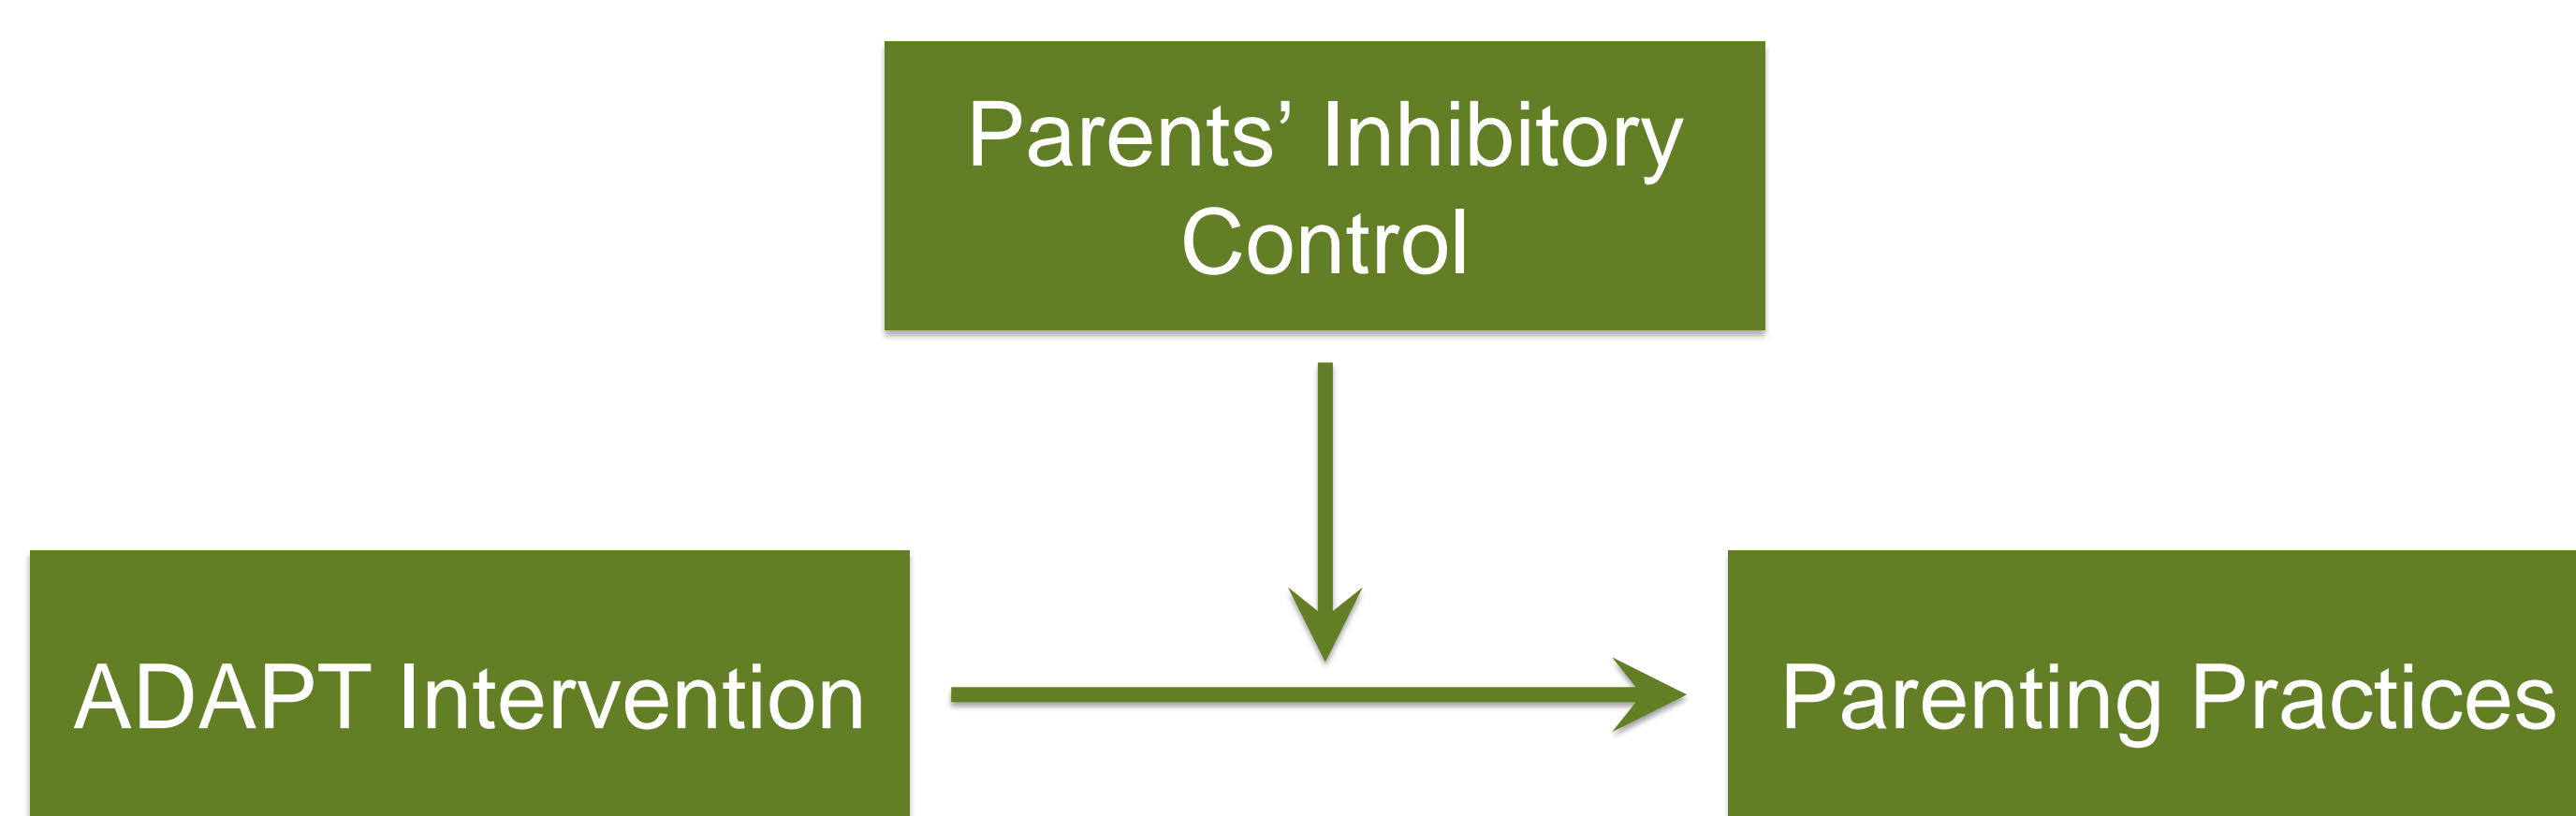 Parents’ Inhibitory
Control
ADAPT Intervention
Parenting Practices